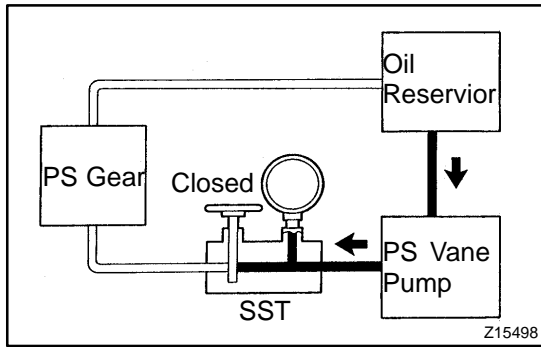 Oil
Reservior
PS Gear
Closed
PS Vane
Pump
SST
Z15498